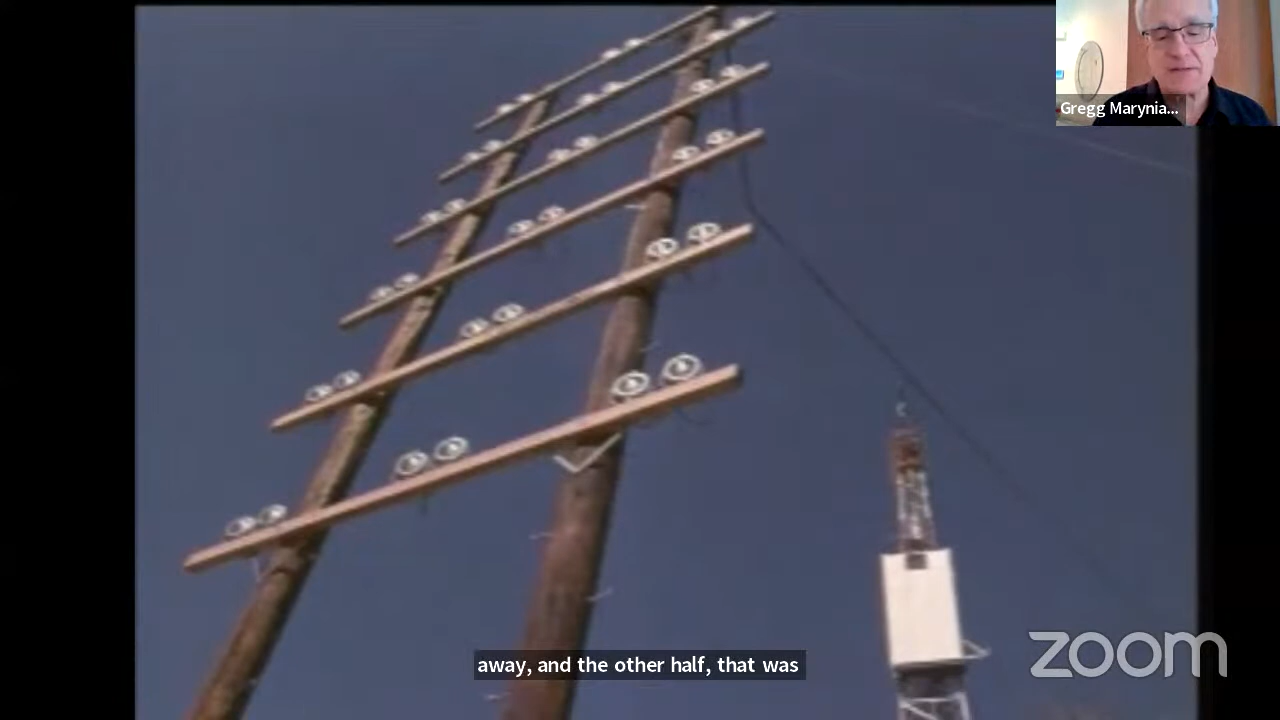 Gregg Marynia...
away, and the other half, that was
zoom